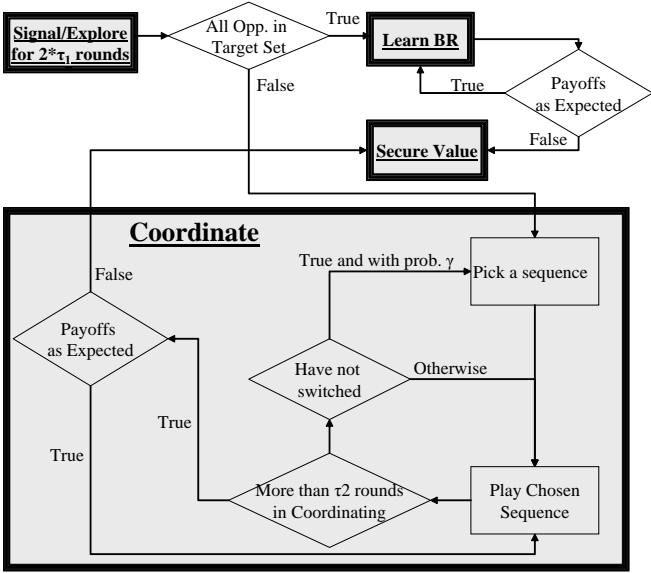 Signal/Explore
for 2*τ₁ rounds
All Opp. in
Target Set
True
Learn BR
False
True
Payoffs
as Expected
False
Secure Value
Coordinate
True and with prob. γ
Pick a sequence
False
Payoffs
as Expected
Have not
switched
Otherwise
True
True
More than τ2 rounds
in Coordinating
Play Chosen
Sequence